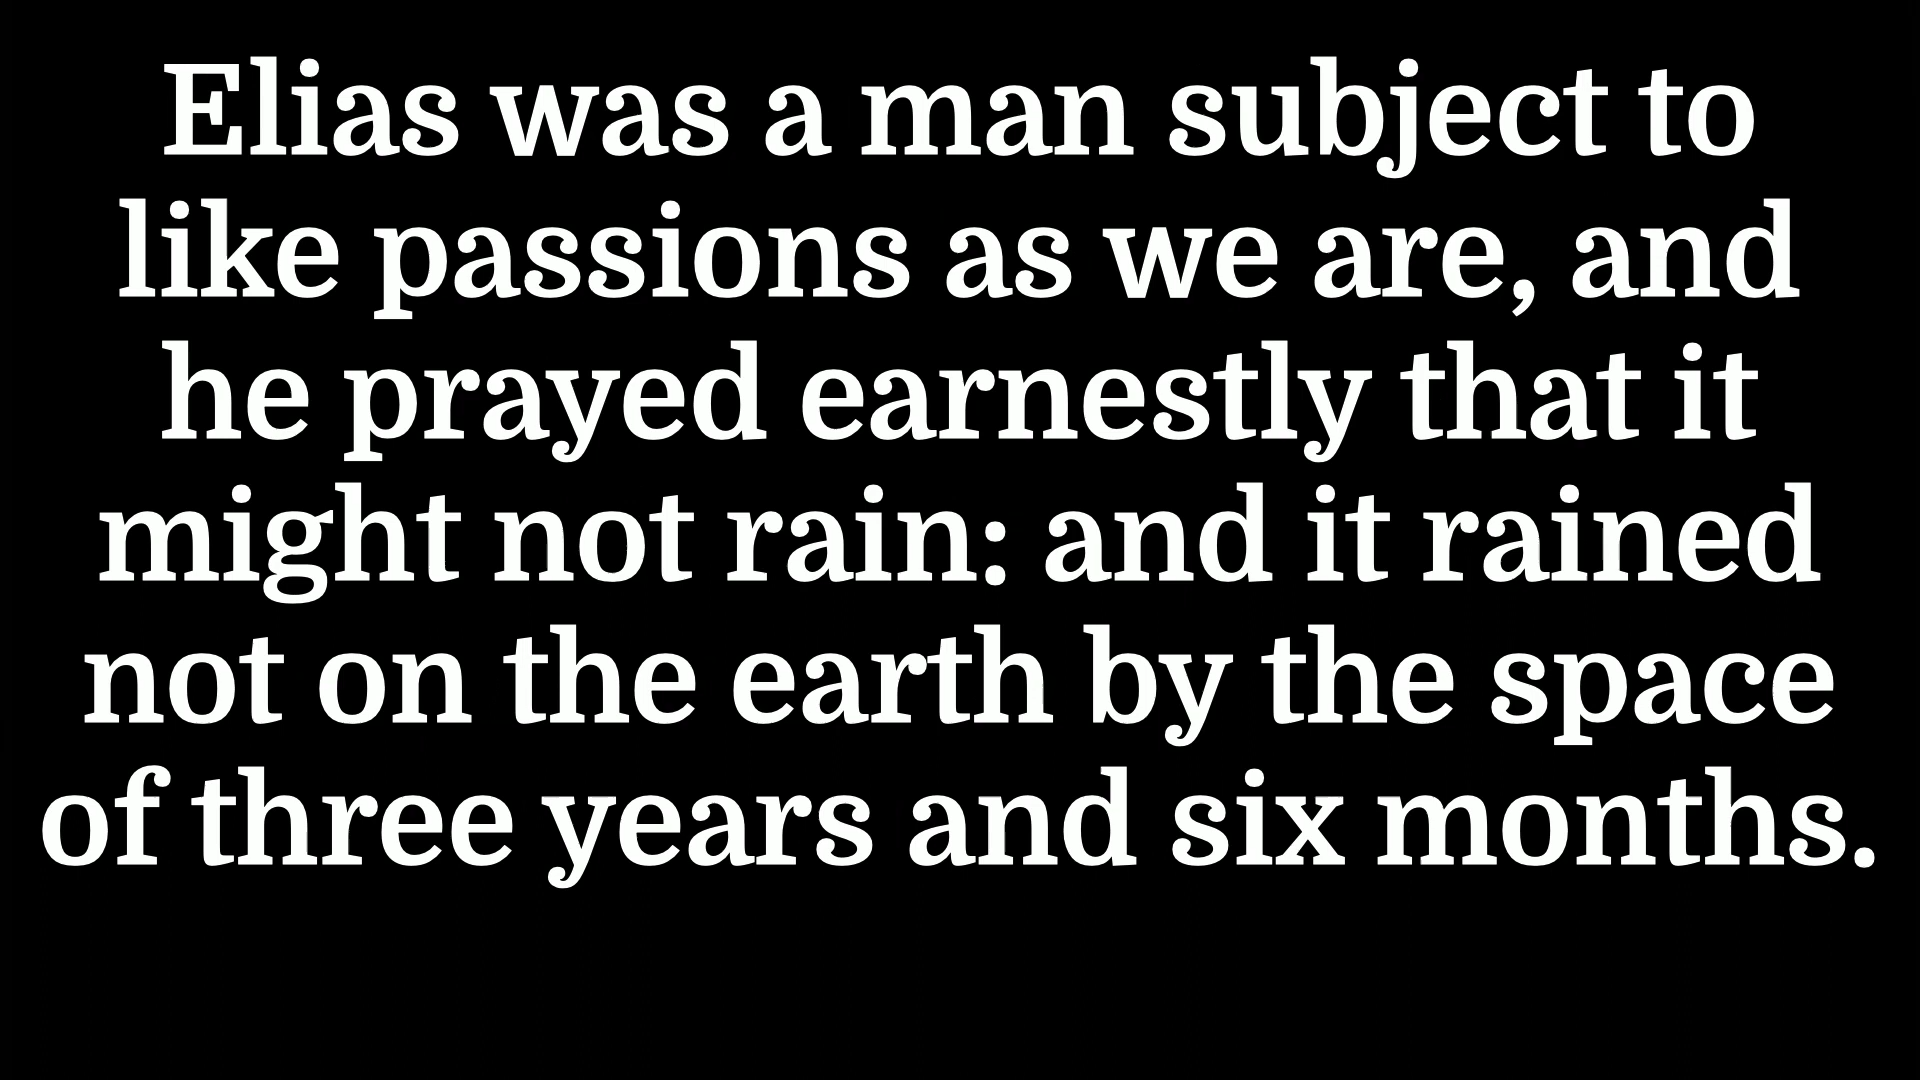 Elias was a man subject to
like passions as we are, and
he prayed earnestly that it
might not rain: and it rained
not on the earth by the space
of three years and six months.